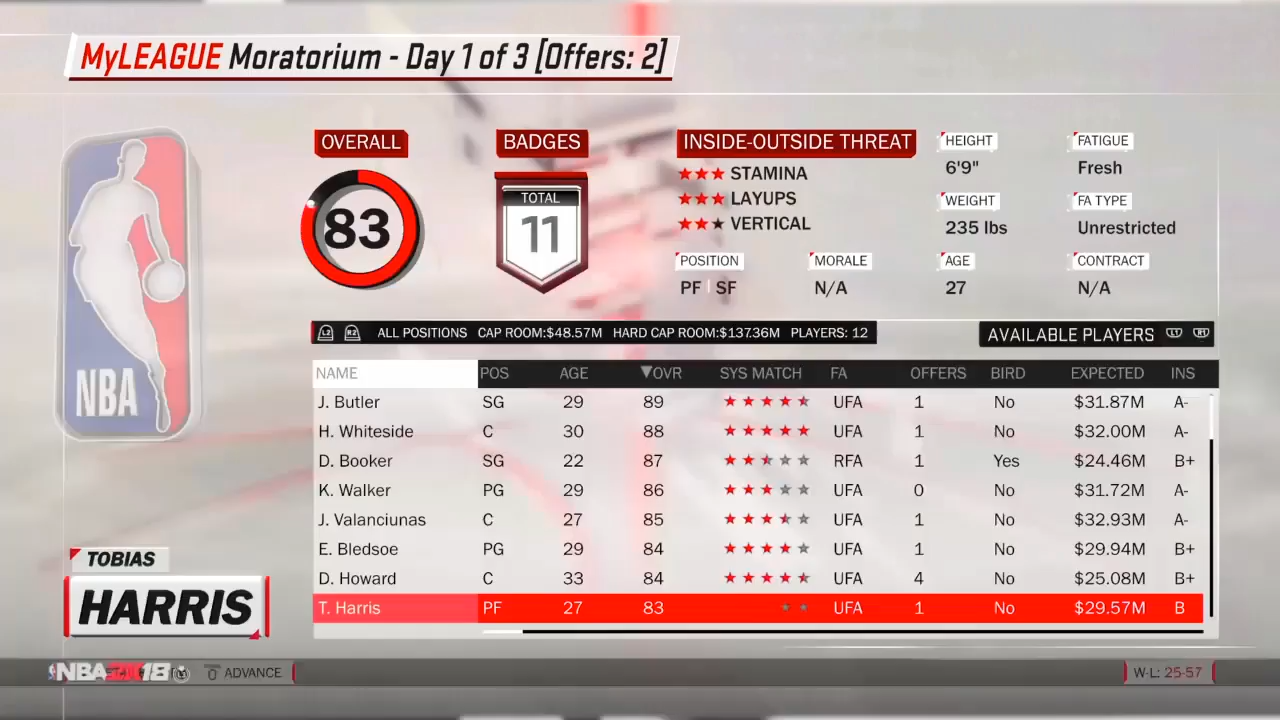 MyLEAGUE Moratorium - Day 1 of 3 [Offers: 2]
OVERALL
83
BADGES
TOTAL
11
INSIDE-OUTSIDE THREAT
STAMINA
LAYUPS
VERTICAL
POSITION
PF SF
MORALE
N/A
HEIGHT
6'9"
WEIGHT
235 lbs
AGE
27
FATIGUE
Fresh
FA TYPE
Unrestricted
CONTRACT
N/A
NBA
L2 R2 ALL POSITIONS CAP ROOM:$48.57M HARD CAP ROOM:$137.36M PLAYERS: 12
AVAILABLE PLAYERS L1 R1
NAME POS AGE OVR SYS MATCH FA OFFERS BIRD EXPECTED INS
J. Butler SG 29 89 UFA 1 No $31.87M A-
H. Whiteside C 30 88 UFA 1 No $32.00M A-
D. Booker SG 22 87 RFA 1 Yes $24.46M B+
K. Walker PG 29 86 UFA 0 No $31.72M A-
J. Valanciunas C 27 85 UFA 1 No $32.93M A-
E. Bledsoe PG 29 84 UFA 1 No $29.94M B+
D. Howard C 33 84 UFA 4 No $25.08M B+
T. Harris PF 27 83 UFA 1 No $29.57M B
TOBIAS
HARRIS
NBA 2K18 ADVANCE
W-L: 25-57